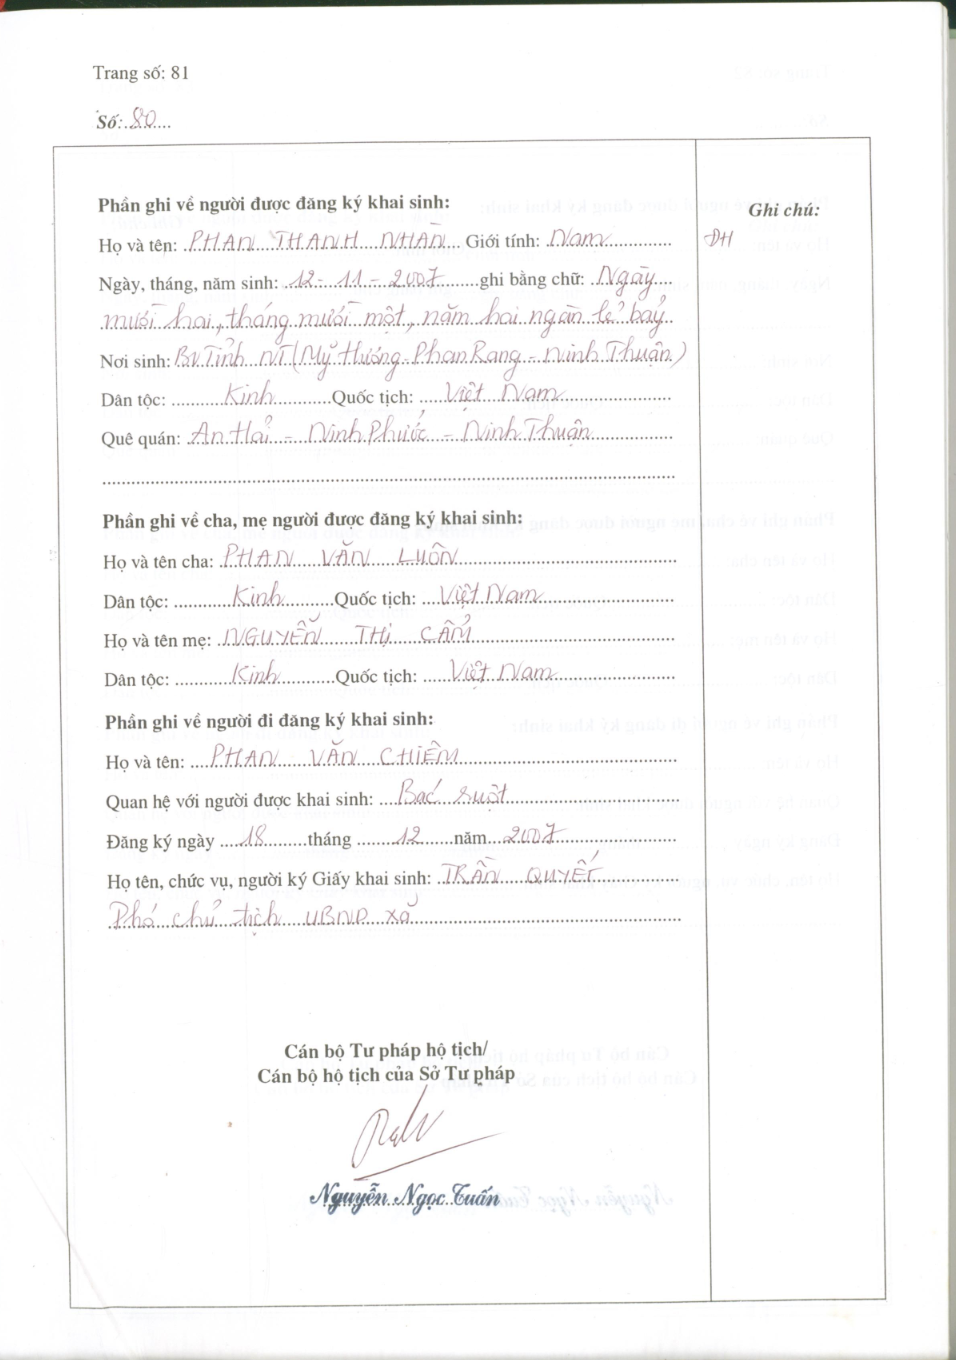 Trang số: 81
Số: 80
Phần ghi về người được đăng ký khai sinh:
Ghi chú:
Họ và tên: PHAN THANH NHÀN Giới tính: Nam
ĐH
Ngày, tháng, năm sinh: 12-11-2007 ghi bằng chữ: Ngày
mười hai, tháng mười một, năm hai ngàn lẻ bảy
Nơi sinh: BV Tỉnh NT (Mỹ Hương - Phan Rang - Ninh Thuận)
Dân tộc: Kinh Quốc tịch: Việt Nam
Quê quán: An Hải - Ninh Phước - Ninh Thuận
Phần ghi về cha, mẹ người được đăng ký khai sinh:
Họ và tên cha: PHAN VĂN LUÔN
Dân tộc: Kinh Quốc tịch: Việt Nam
Họ và tên mẹ: NGUYỄN THỊ CẨM
Dân tộc: Kinh Quốc tịch: Việt Nam
Phần ghi về người đi đăng ký khai sinh:
Họ và tên: PHAN VĂN CHIÊM
Quan hệ với người được khai sinh: Bác ruột
Đăng ký ngày 18 tháng 12 năm 2007
Họ tên, chức vụ, người ký Giấy khai sinh: TRẦN QUYẾT
Phó chủ tịch UBND xã
Cán bộ Tư pháp hộ tịch/
Cán bộ hộ tịch của Sở Tư pháp
Nguyễn Ngọc Tuấn